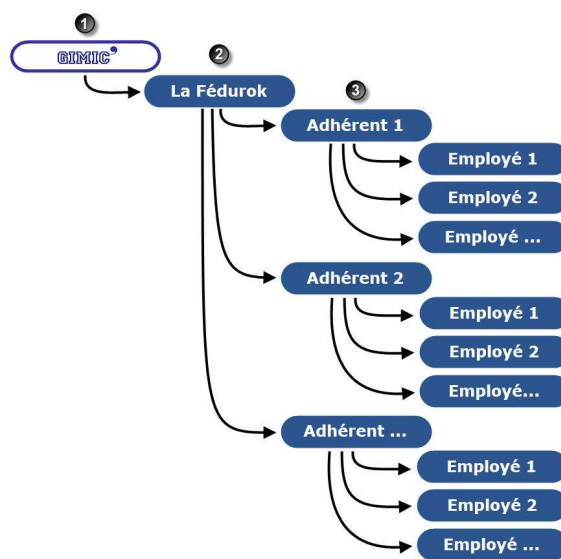 1
GIMIC'
2
La Fédurok
3
Adhérent 1
Employé 1
Employé 2
Employé ...
Adhérent 2
Employé 1
Employé 2
Employé...
Adhérent ...
Employé 1
Employé 2
Employé ...